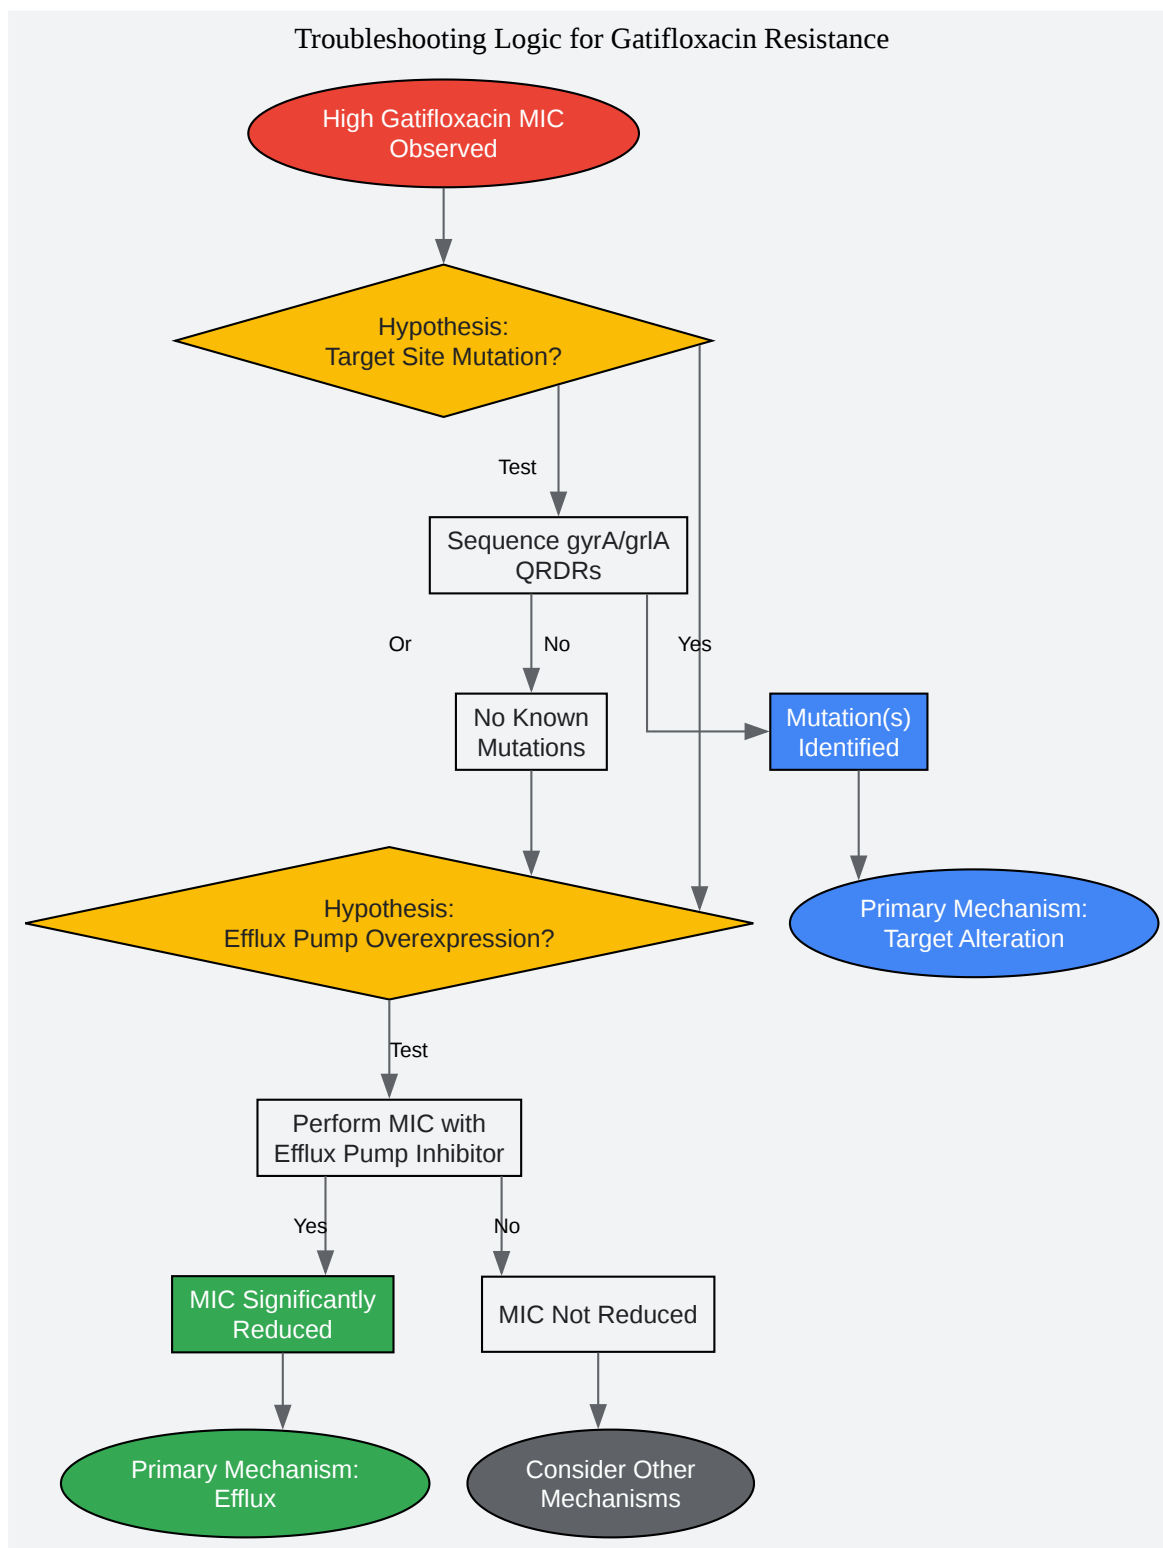 Troubleshooting Logic for Gatifloxacin Resistance
High Gatifloxacin MIC
Observed
Hypothesis:
Target Site Mutation?
Test
Sequence gyrA/grlA
QRDRs
Or
No
Yes
No Known
Mutations
Mutation(s)
Identified
Hypothesis:
Efflux Pump Overexpression?
Primary Mechanism:
Target Alteration
Test
Perform MIC with
Efflux Pump Inhibitor
Yes
No
MIC Significantly
Reduced
MIC Not Reduced
Primary Mechanism:
Efflux
Consider Other
Mechanisms